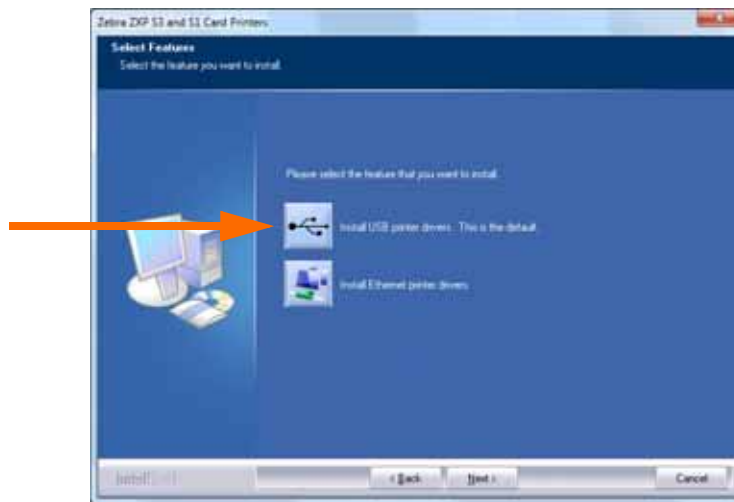 Zebra ZXP S3 and S1 Card Printers
Select Features
Select the feature you want to install.
Please select the feature that you want to install.
Install USB printer drivers. This is the default.
Install Ethernet printer drivers
< Back
Next >
Cancel